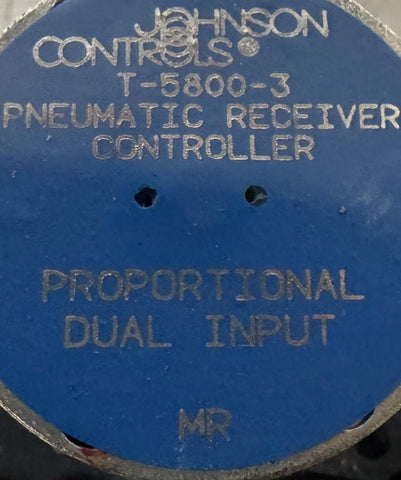 JOHNSON
CONTROLS®
T-5800-3
PNEUMATIC RECEIVER
CONTROLLER
PROPORTIONAL
DUAL INPUT
MR